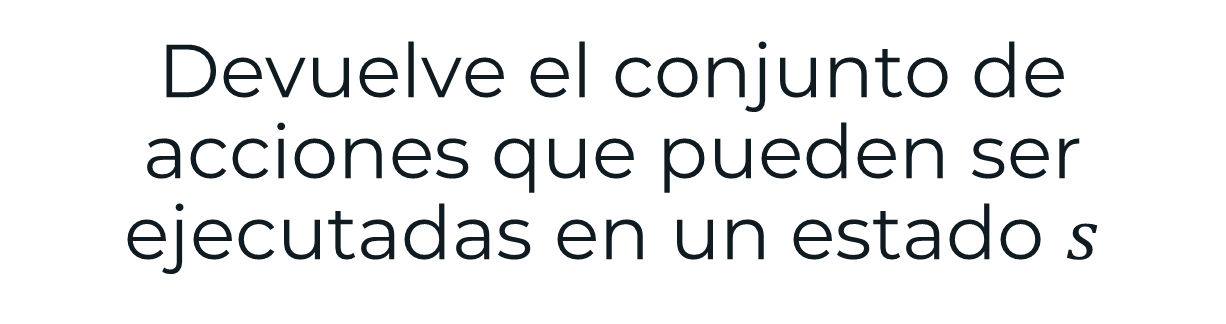 Devuelve el conjunto de
acciones que pueden ser
ejecutadas en un estado s